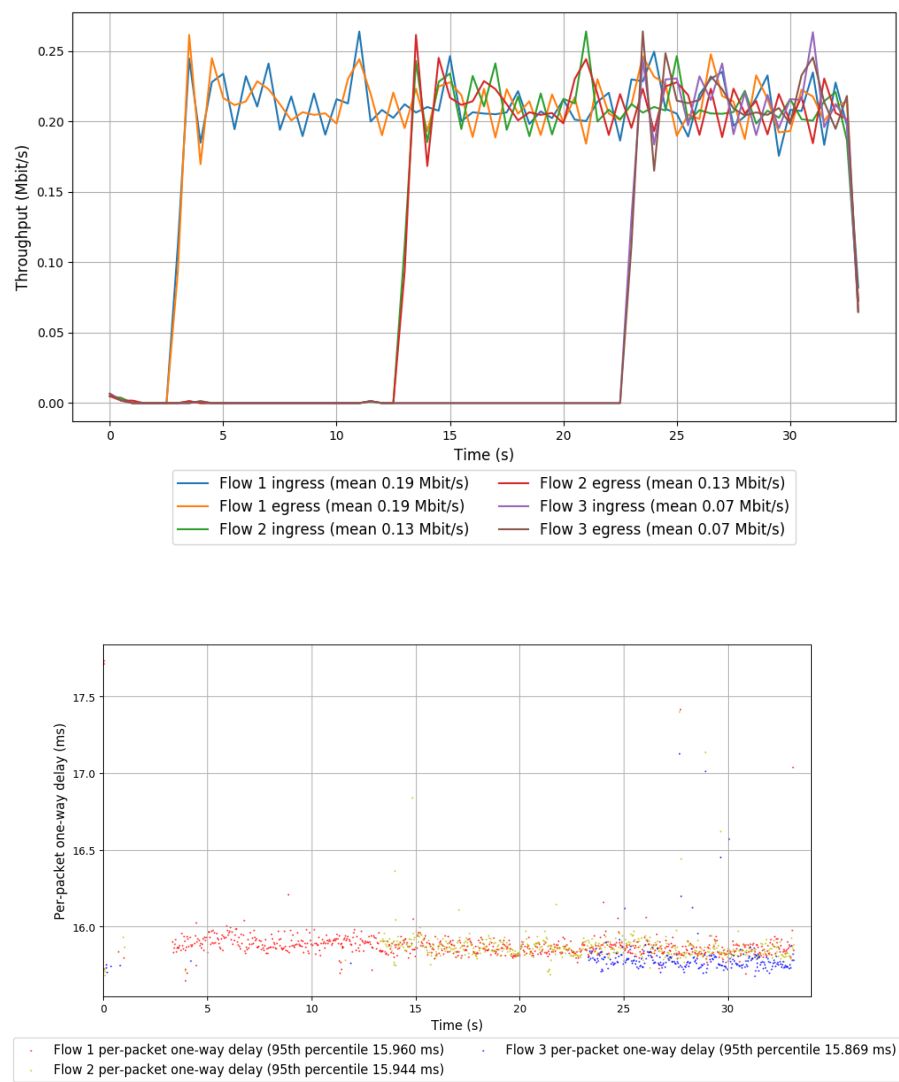 0.25
0.20
0.15
0.10
0.05
0.00
Throughput (Mbit/s)
0 5 10 15 20 25 30
Time (s)
Flow 1 ingress (mean 0.19 Mbit/s) Flow 2 egress (mean 0.13 Mbit/s)
Flow 1 egress (mean 0.19 Mbit/s) Flow 3 ingress (mean 0.07 Mbit/s)
Flow 2 ingress (mean 0.13 Mbit/s) Flow 3 egress (mean 0.07 Mbit/s)
17.5
17.0
16.5
16.0
Per-packet one-way delay (ms)
0 5 10 15 20 25 30
Time (s)
Flow 1 per-packet one-way delay (95th percentile 15.960 ms) Flow 3 per-packet one-way delay (95th percentile 15.869 ms)
Flow 2 per-packet one-way delay (95th percentile 15.944 ms)